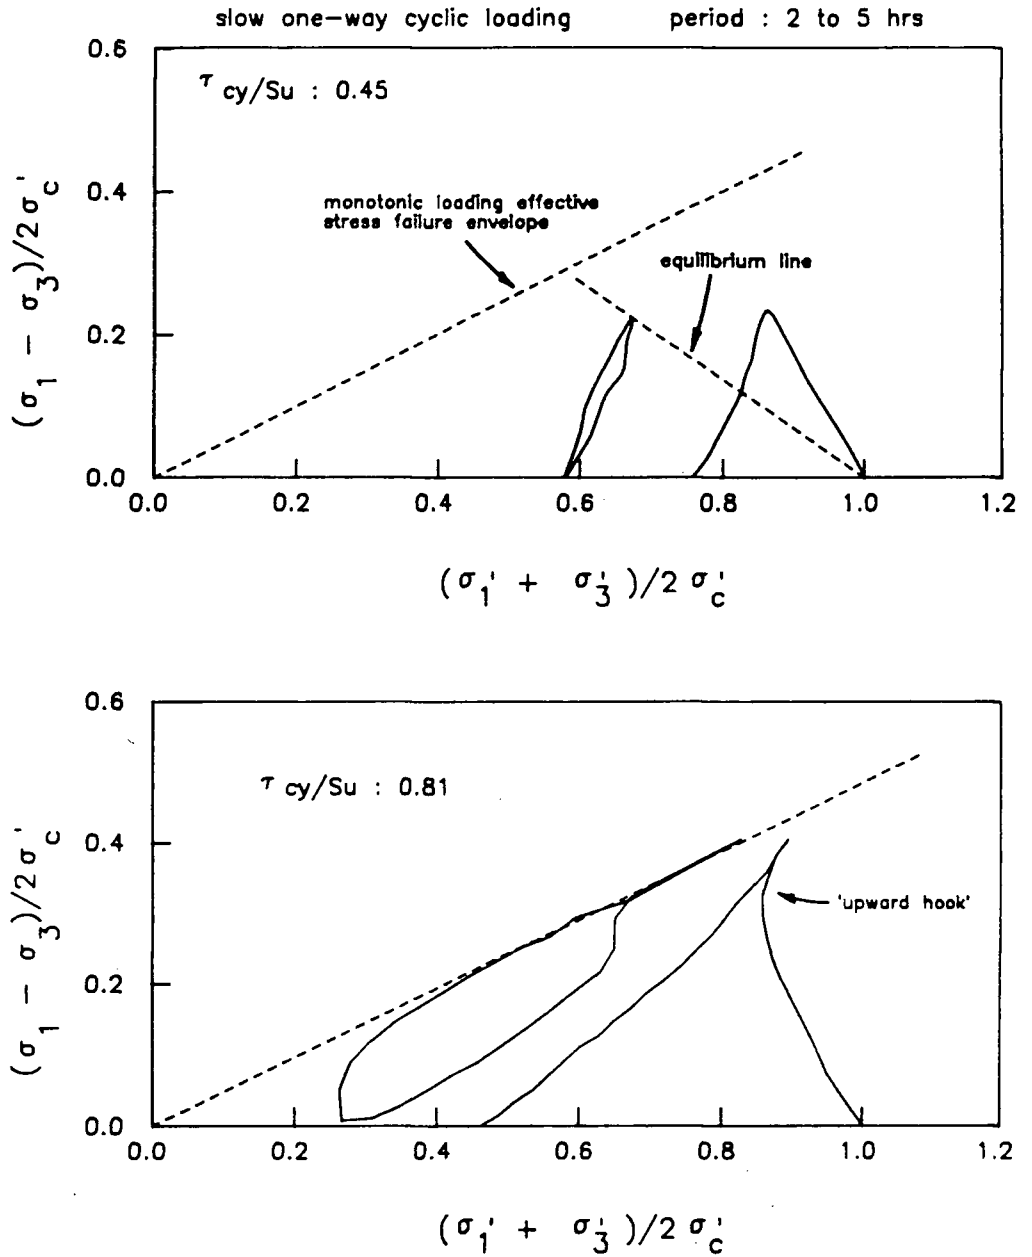 slow one-way cyclic loading period : 2 to 5 hrs
0.6
τ cy/Su : 0.45
0.4
monotonic loading effective
stress failure envelope
equilibrium line
0.2
0.0
0.0 0.2 0.4 0.6 0.8 1.0 1.2
(σ1 - σ3)/2σc'
(σ1' + σ3')/2 σc'
0.6
τ cy/Su : 0.81
0.4
'upward hook'
0.2
0.0
0.0 0.2 0.4 0.6 0.8 1.0 1.2
(σ1 - σ3)/2σc'
(σ1' + σ3')/2 σc'